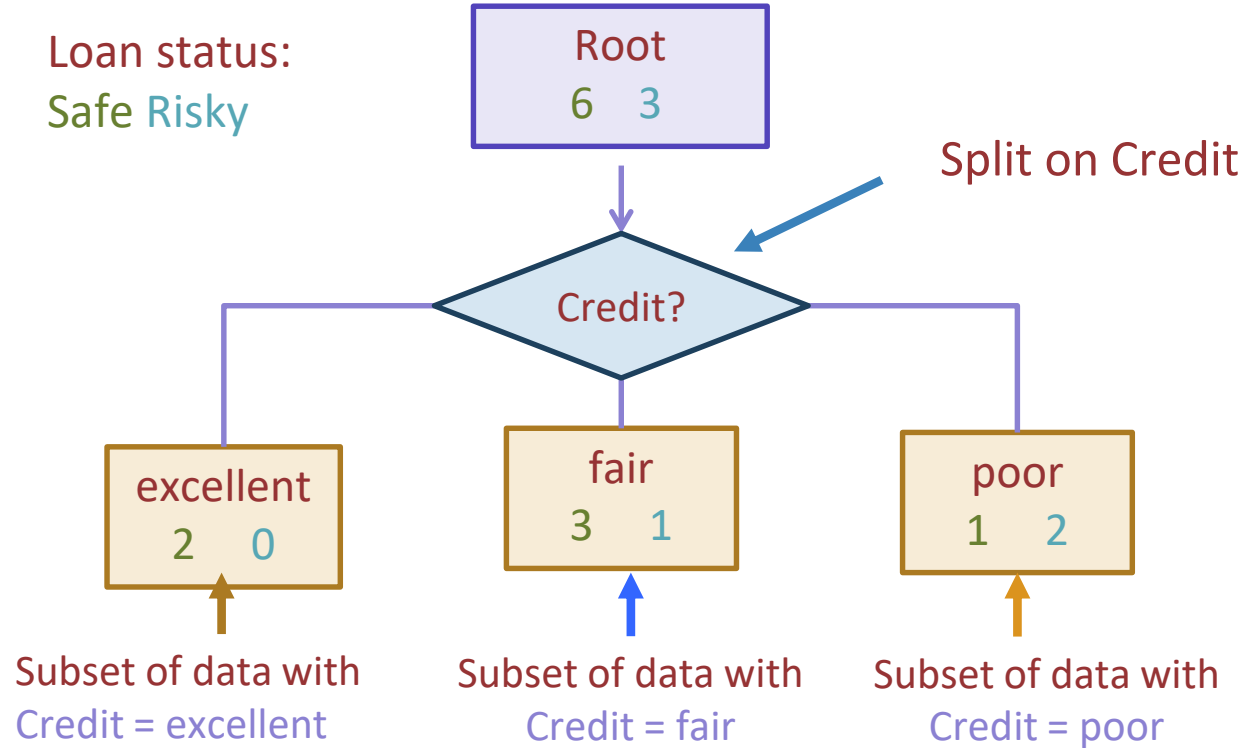 Loan status:
Safe Risky
Root
6 3
Split on Credit
Credit?
excellent
2 0
fair
3 1
poor
1 2
Subset of data with
Credit = excellent
Subset of data with
Credit = fair
Subset of data with
Credit = poor